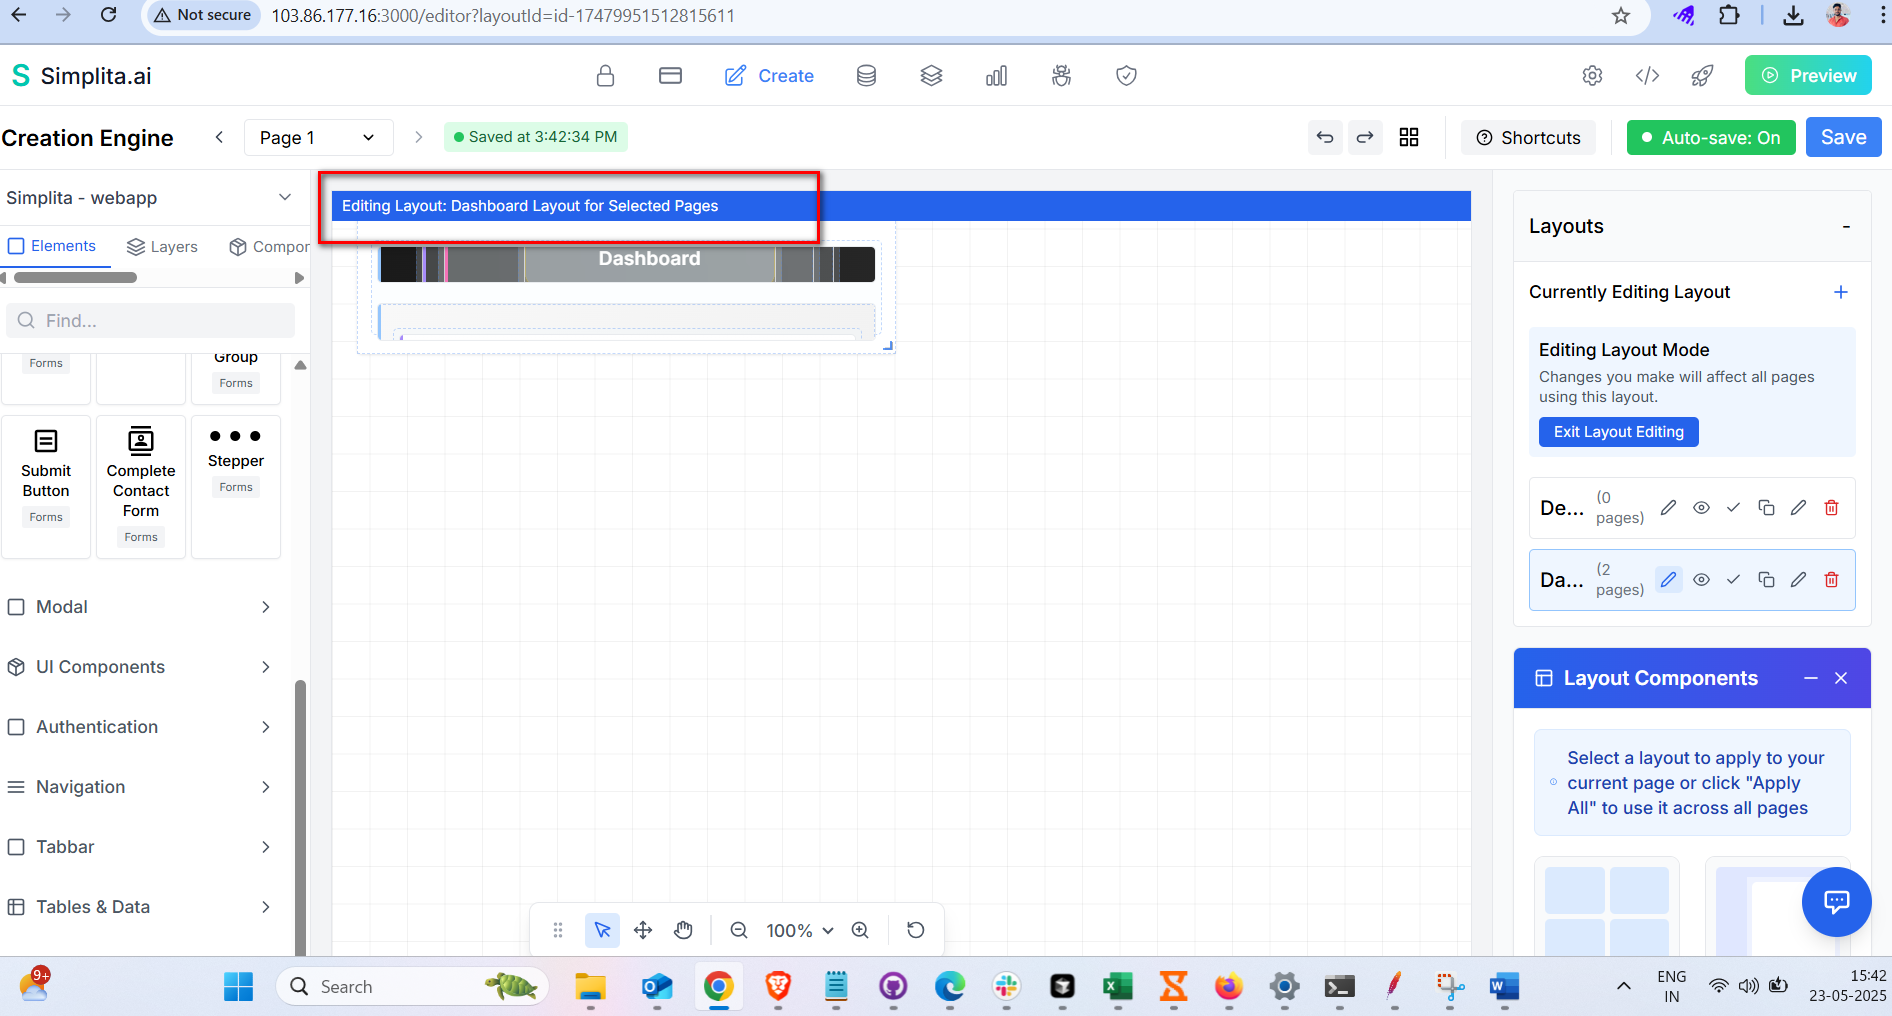 Not secure
103.86.177.16:3000/editor?layoutId=id-17479951512815611
Simplita.ai
Create
Preview
Creation Engine
Page 1
Saved at 3:42:34 PM
Shortcuts
Auto-save: On
Save
Simplita - webapp
Elements
Layers
Compor
Find...
Forms
Group
Forms
Submit
Button
Forms
Complete
Contact
Form
Forms
Stepper
Forms
Modal
UI Components
Authentication
Navigation
Tabbar
Tables & Data
Editing Layout: Dashboard Layout for Selected Pages
Dashboard
100%
Layouts
-
Currently Editing Layout
+
Editing Layout Mode
Changes you make will affect all pages
using this layout.
Exit Layout Editing
De...
(0
pages)
Da...
(2
pages)
Layout Components
Select a layout to apply to your
current page or click "Apply
All" to use it across all pages
9+
Search
ENG
IN
15:42
23-05-2025